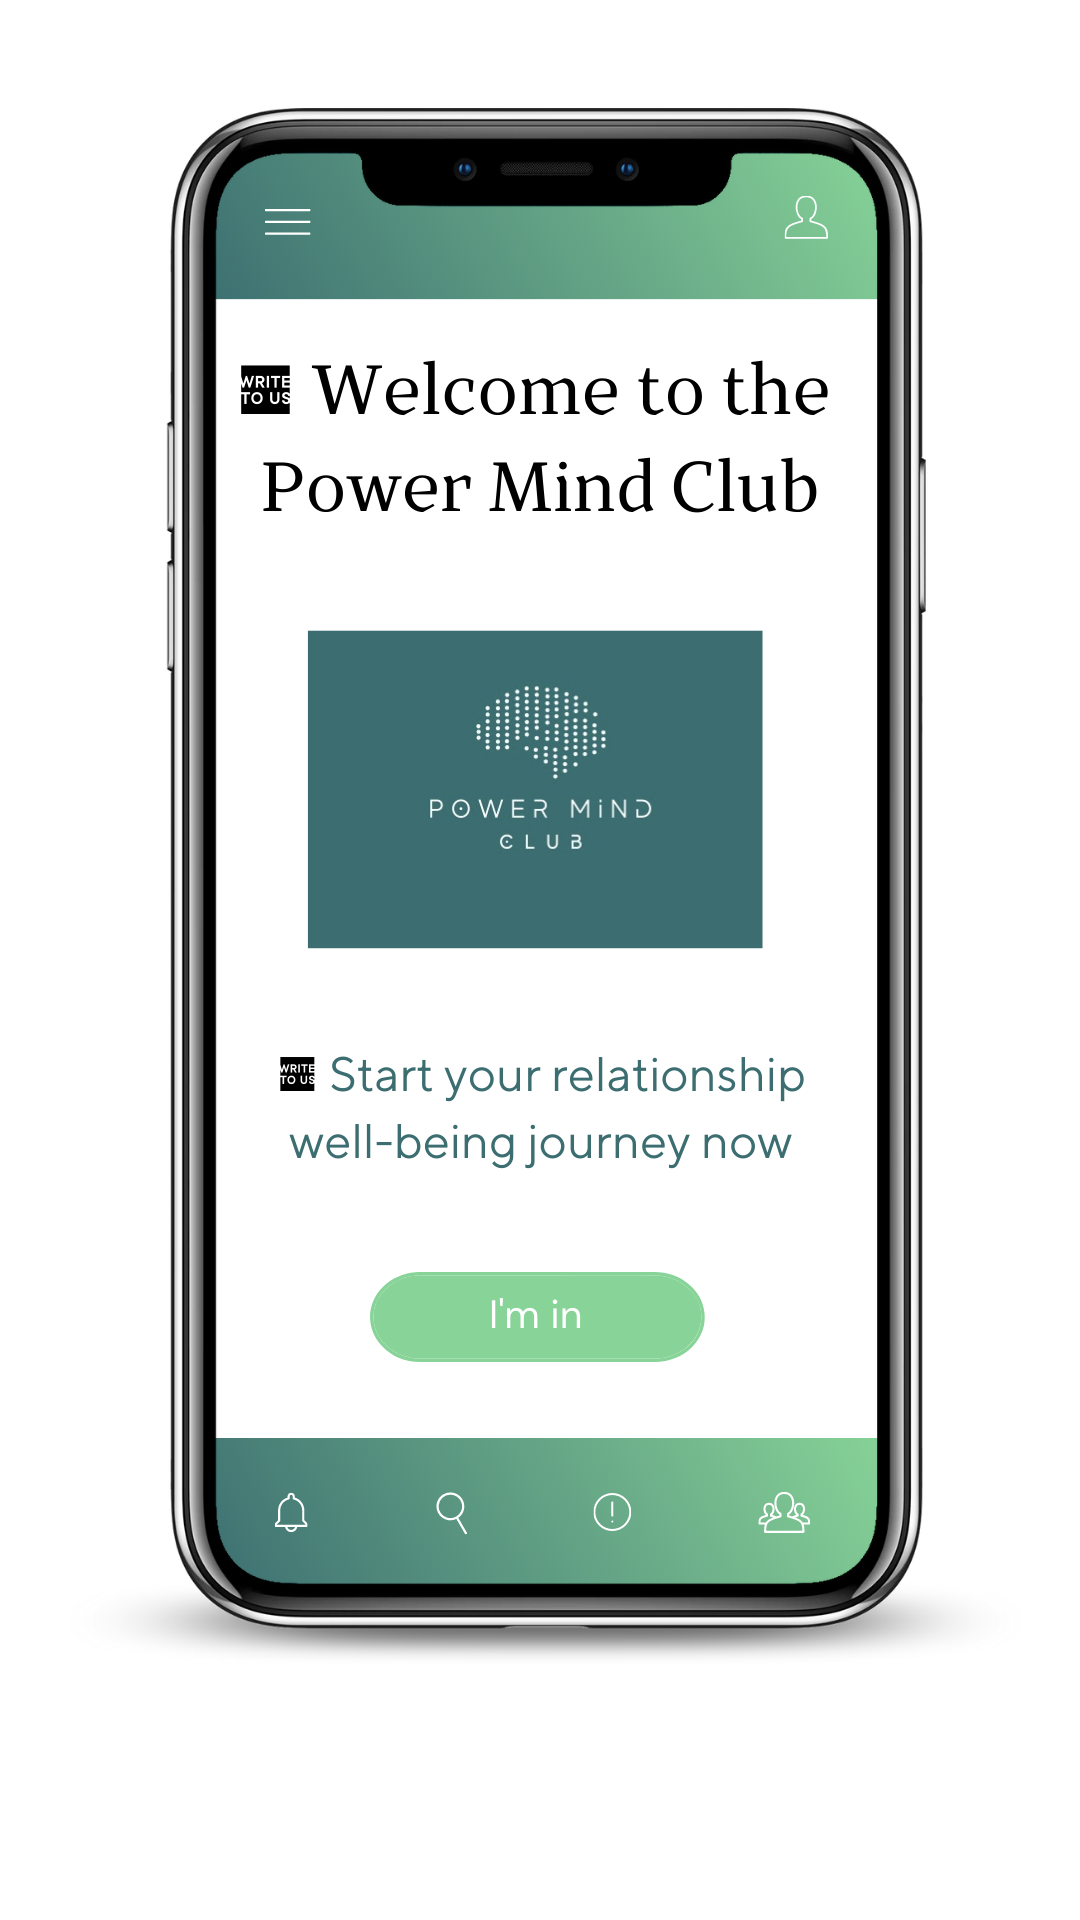 WRITE
TO US
Welcome to the
Power Mind Club
POWER MiND
CLUB
WRITE
TO US
Start your relationship
well-being journey now
I'm in